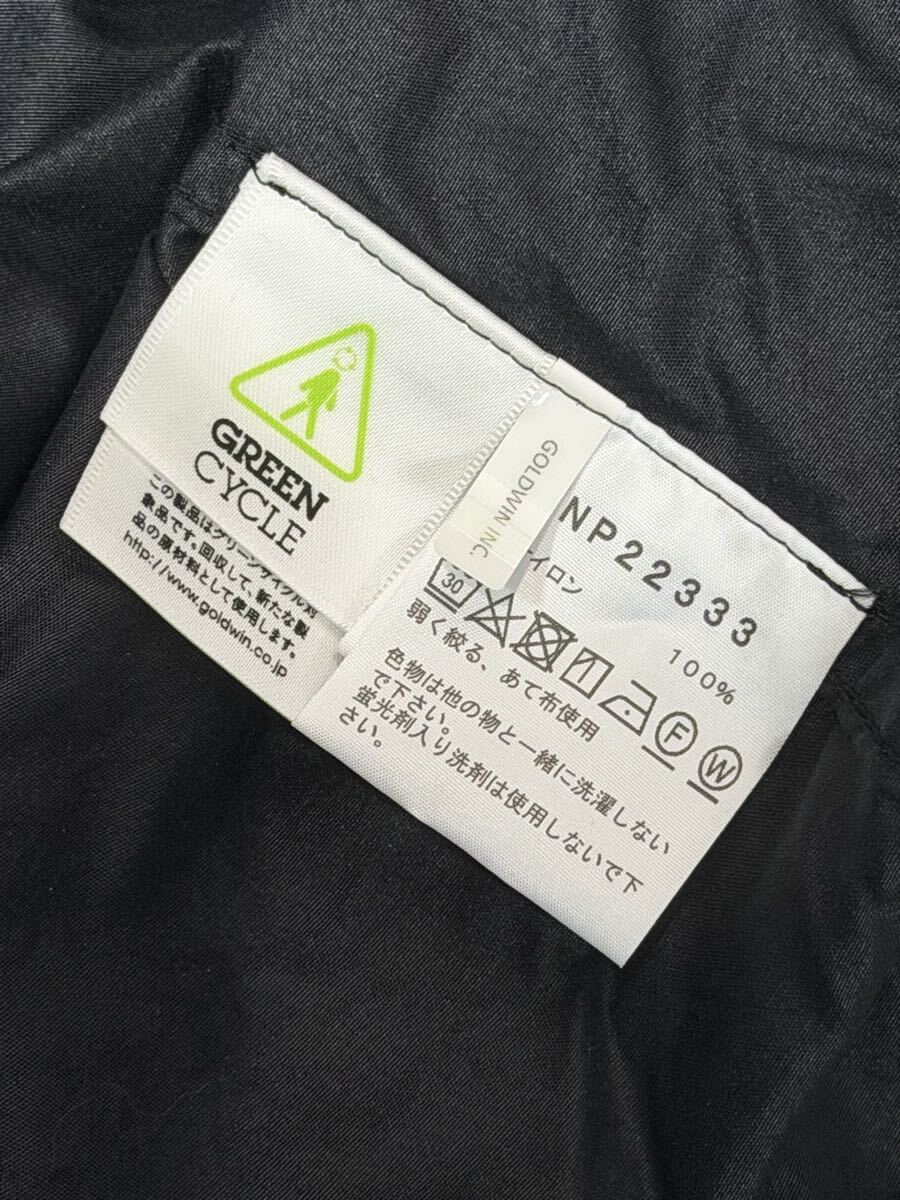 GREEN
CYCLE
この製品はグリーンサイクル対
象品です。回収して、新たな製
品の原材料として使用します。
http://www.goldwin.co.jp
GOLDWIN INC.
NP22333
イロン
100%
30
F
W
弱く絞る、あて布使用
色物は他の物と一緒に洗濯しない
で下さい。
蛍光剤入り洗剤は使用しないで下
さい。